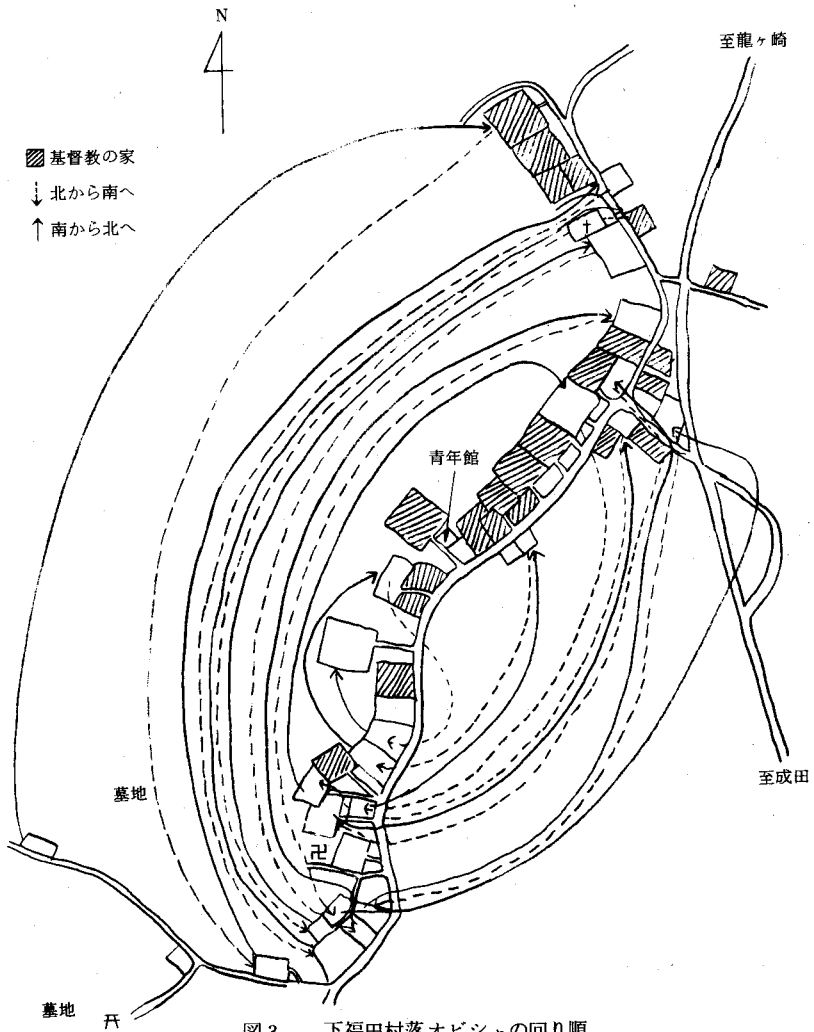 N
至龍ヶ崎
基督教の家
北から南へ
南から北へ
青年館
至成田
墓地
卍
墓地
図3 下福田村落オビシャの回り順